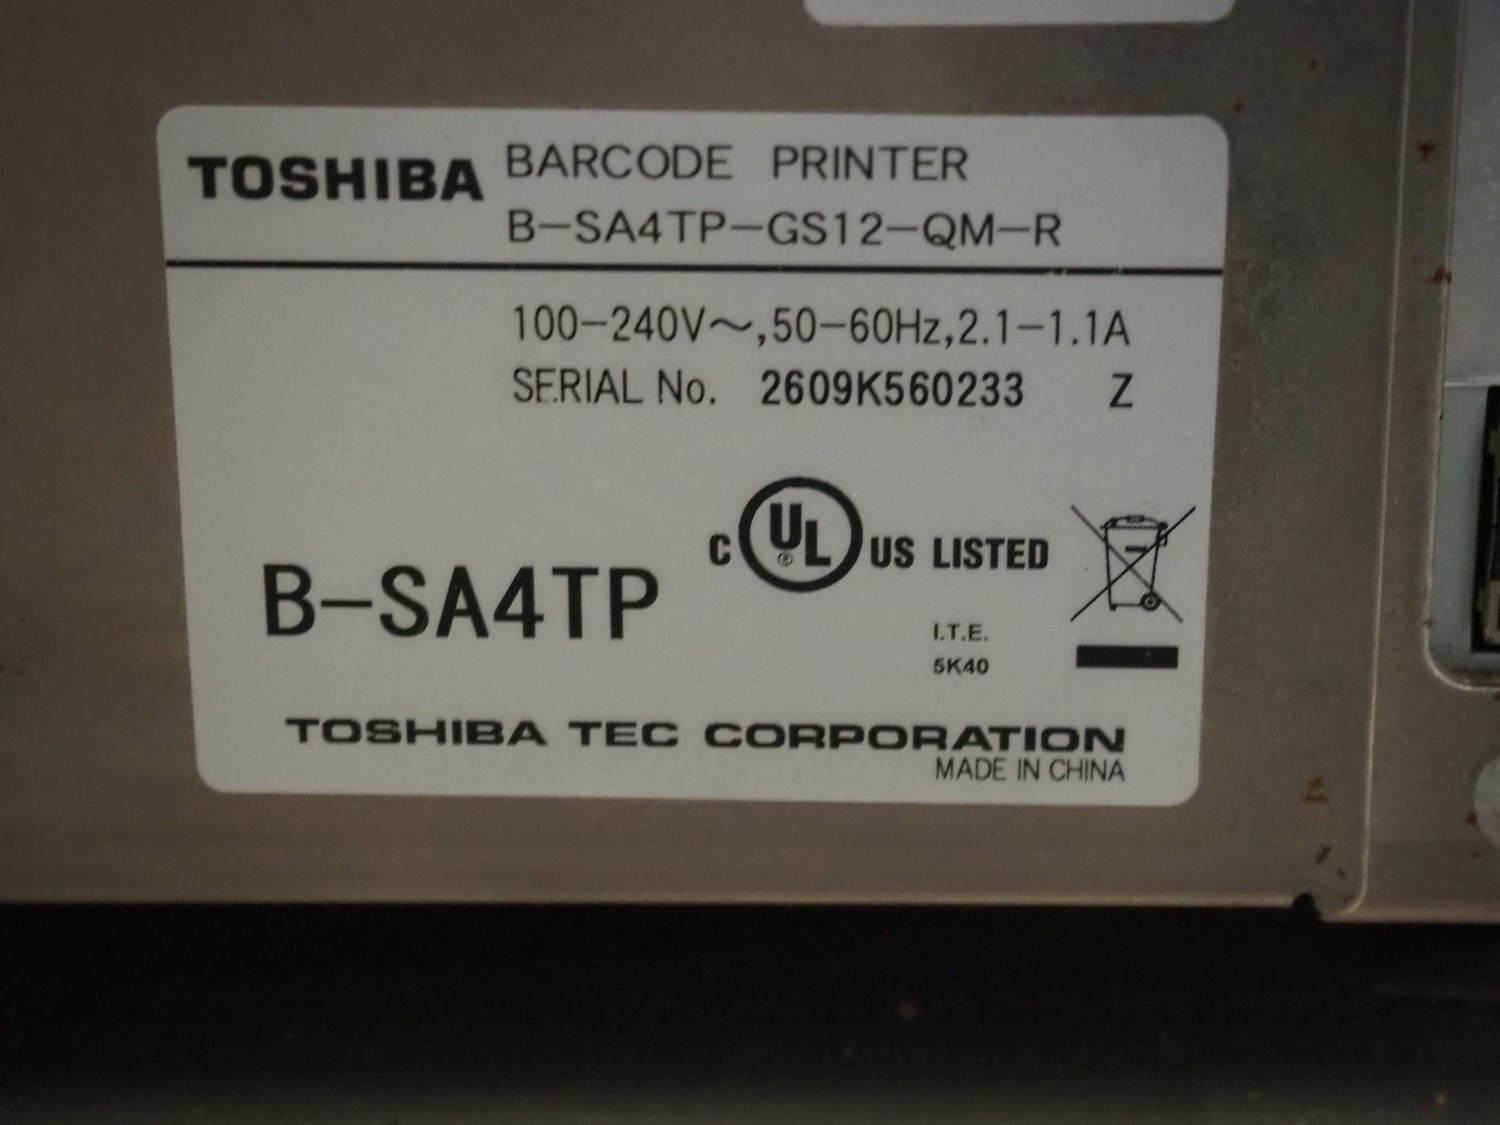 TOSHIBA BARCODE PRINTER
B-SA4TP-GS12-QM-R
100-240V~,50-60Hz,2.1-1.1A
SERIAL No. 2609K560233 Z
C UL® US LISTED
B-SA4TP
I.T.E.
5K40
TOSHIBA TEC CORPORATION
MADE IN CHINA